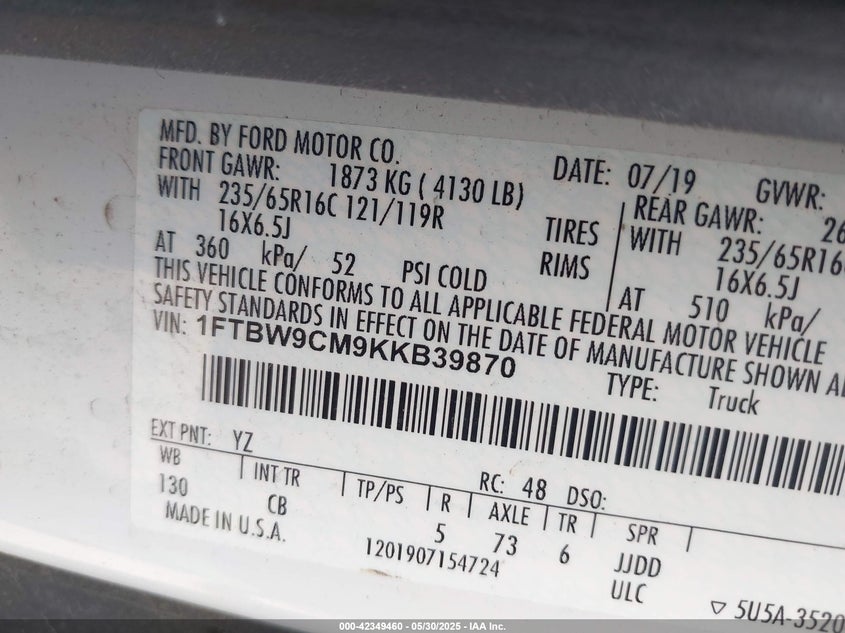 MFD. BY FORD MOTOR CO. DATE: 07/19 GVWR:
FRONT GAWR: 1873 KG ( 4130 LB) REAR GAWR: 26
WITH 235/65R16C 121/119R TIRES WITH 235/65R16C
16X6.5J RIMS 16X6.5J
AT 360 kPa/ 52 PSI COLD AT 510 kPa/
THIS VEHICLE CONFORMS TO ALL APPLICABLE FEDERAL MOTOR VEHICLE
SAFETY STANDARDS IN EFFECT ON THE DATE OF MANUFACTURE SHOWN
VIN: 1FTBW9CM9KKB39870
TYPE: Truck
EXT PNT: YZ RC: 48 DSO:
WB INT TR TP/PS R AXLE TR SPR
130 CB 5 73 6 JJDD
MADE IN U.S.A. 1201907154724 ULC
▽ 5U5A-3520
000-42349460 - 05/30/2025 - IAA Inc.